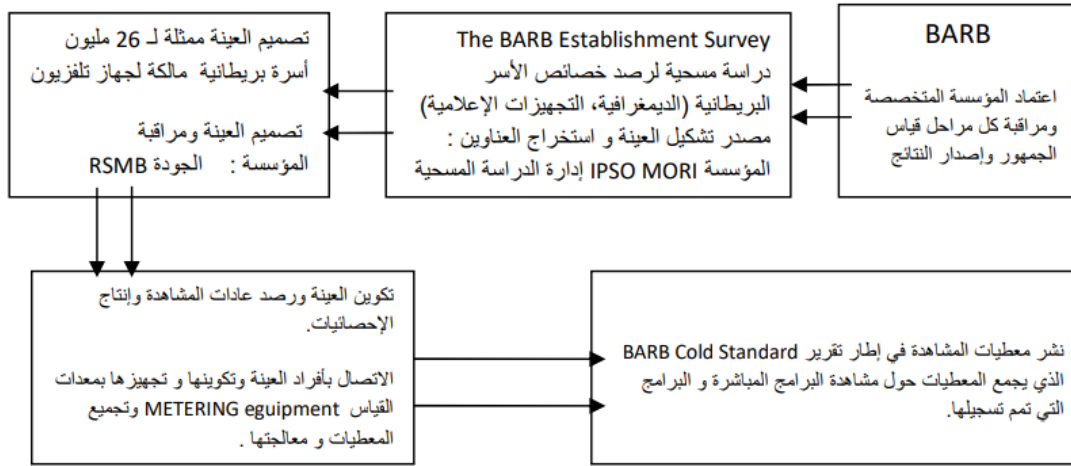 BARB
اعتماد المؤسسة المتخصصة
ومراقبة كل مراحل قياس
الجمهور وإصدار النتائج
The BARB Establishment Survey
دراسة مسحية لرصد خصائص الأسر
البريطانية (الديمغرافية، التجهيزات الإعلامية)
مصدر تشكيل العينة و استخراج العناوين :
المؤسسة IPSO MORI إدارة الدراسة المسحية
تصميم العينة ممثلة لـ 26 مليون
أسرة بريطانية مالكة لجهاز تلفزيون
تصميم العينة ومراقبة
المؤسسة : الجودة RSMB
تكوين العينة ورصد عادات المشاهدة وإنتاج
الإحصائيات.
الاتصال بأفراد العينة وتكوينها و تجهيزها بمعدات
القياس METERING eguipment وتجميع
المعطيات و معالجتها .
نشر معطيات المشاهدة في إطار تقرير BARB Cold Standard
الذي يجمع المعطيات حول مشاهدة البرامج المباشرة و البرامج
التي تمم تسجيلها.